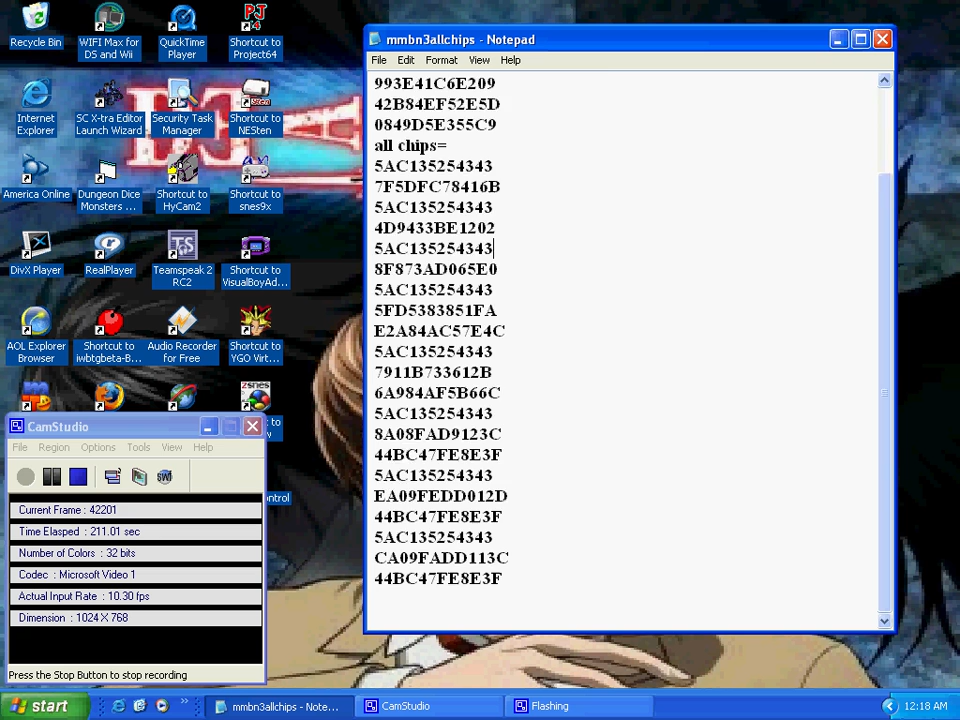 Recycle Bin
WIFI Max for
DS and Wii
QuickTime
Player
Shortcut to
Project64
Internet
Explorer
SC X-tra Editor
Launch Wizard
Security Task
Manager
Shortcut to
NESten
America Online
Dungeon Dice
Monsters ...
Shortcut to
HyCam2
Shortcut to
snes9x
DivX Player
RealPlayer
Teamspeak 2
RC2
Shortcut to
VisualBoyAd...
AOL Explorer
Browser
Shortcut to
iwbtgbeta-B...
Audio Recorder
for Free
Shortcut to
YGO Virt...
mmbn3allchips - Notepad
File Edit Format View Help
993E41C6E209
42B84EF52E5D
0849D5E355C9
all chips=
5AC135254343
7F5DFC78416B
5AC135254343
4D9433BE1202
5AC135254343
8F873AD065E0
5AC135254343
5FD5383851FA
E2A84AC57E4C
5AC135254343
7911B733612B
6A984AF5B66C
5AC135254343
8A08FAD9123C
44BC47FE8E3F
5AC135254343
EA09FEDD012D
44BC47FE8E3F
5AC135254343
CA09FADD113C
44BC47FE8E3F
CamStudio
File Region Options Tools View Help
SWF
Current Frame : 42201
Time Elasped : 211.01 sec
Number of Colors : 32 bits
Codec : Microsoft Video 1
Actual Input Rate : 10.30 fps
Dimension : 1024 X 768
Press the Stop Button to stop recording
start
mmbn3allchips - Note...
CamStudio
Flashing
12:18 AM